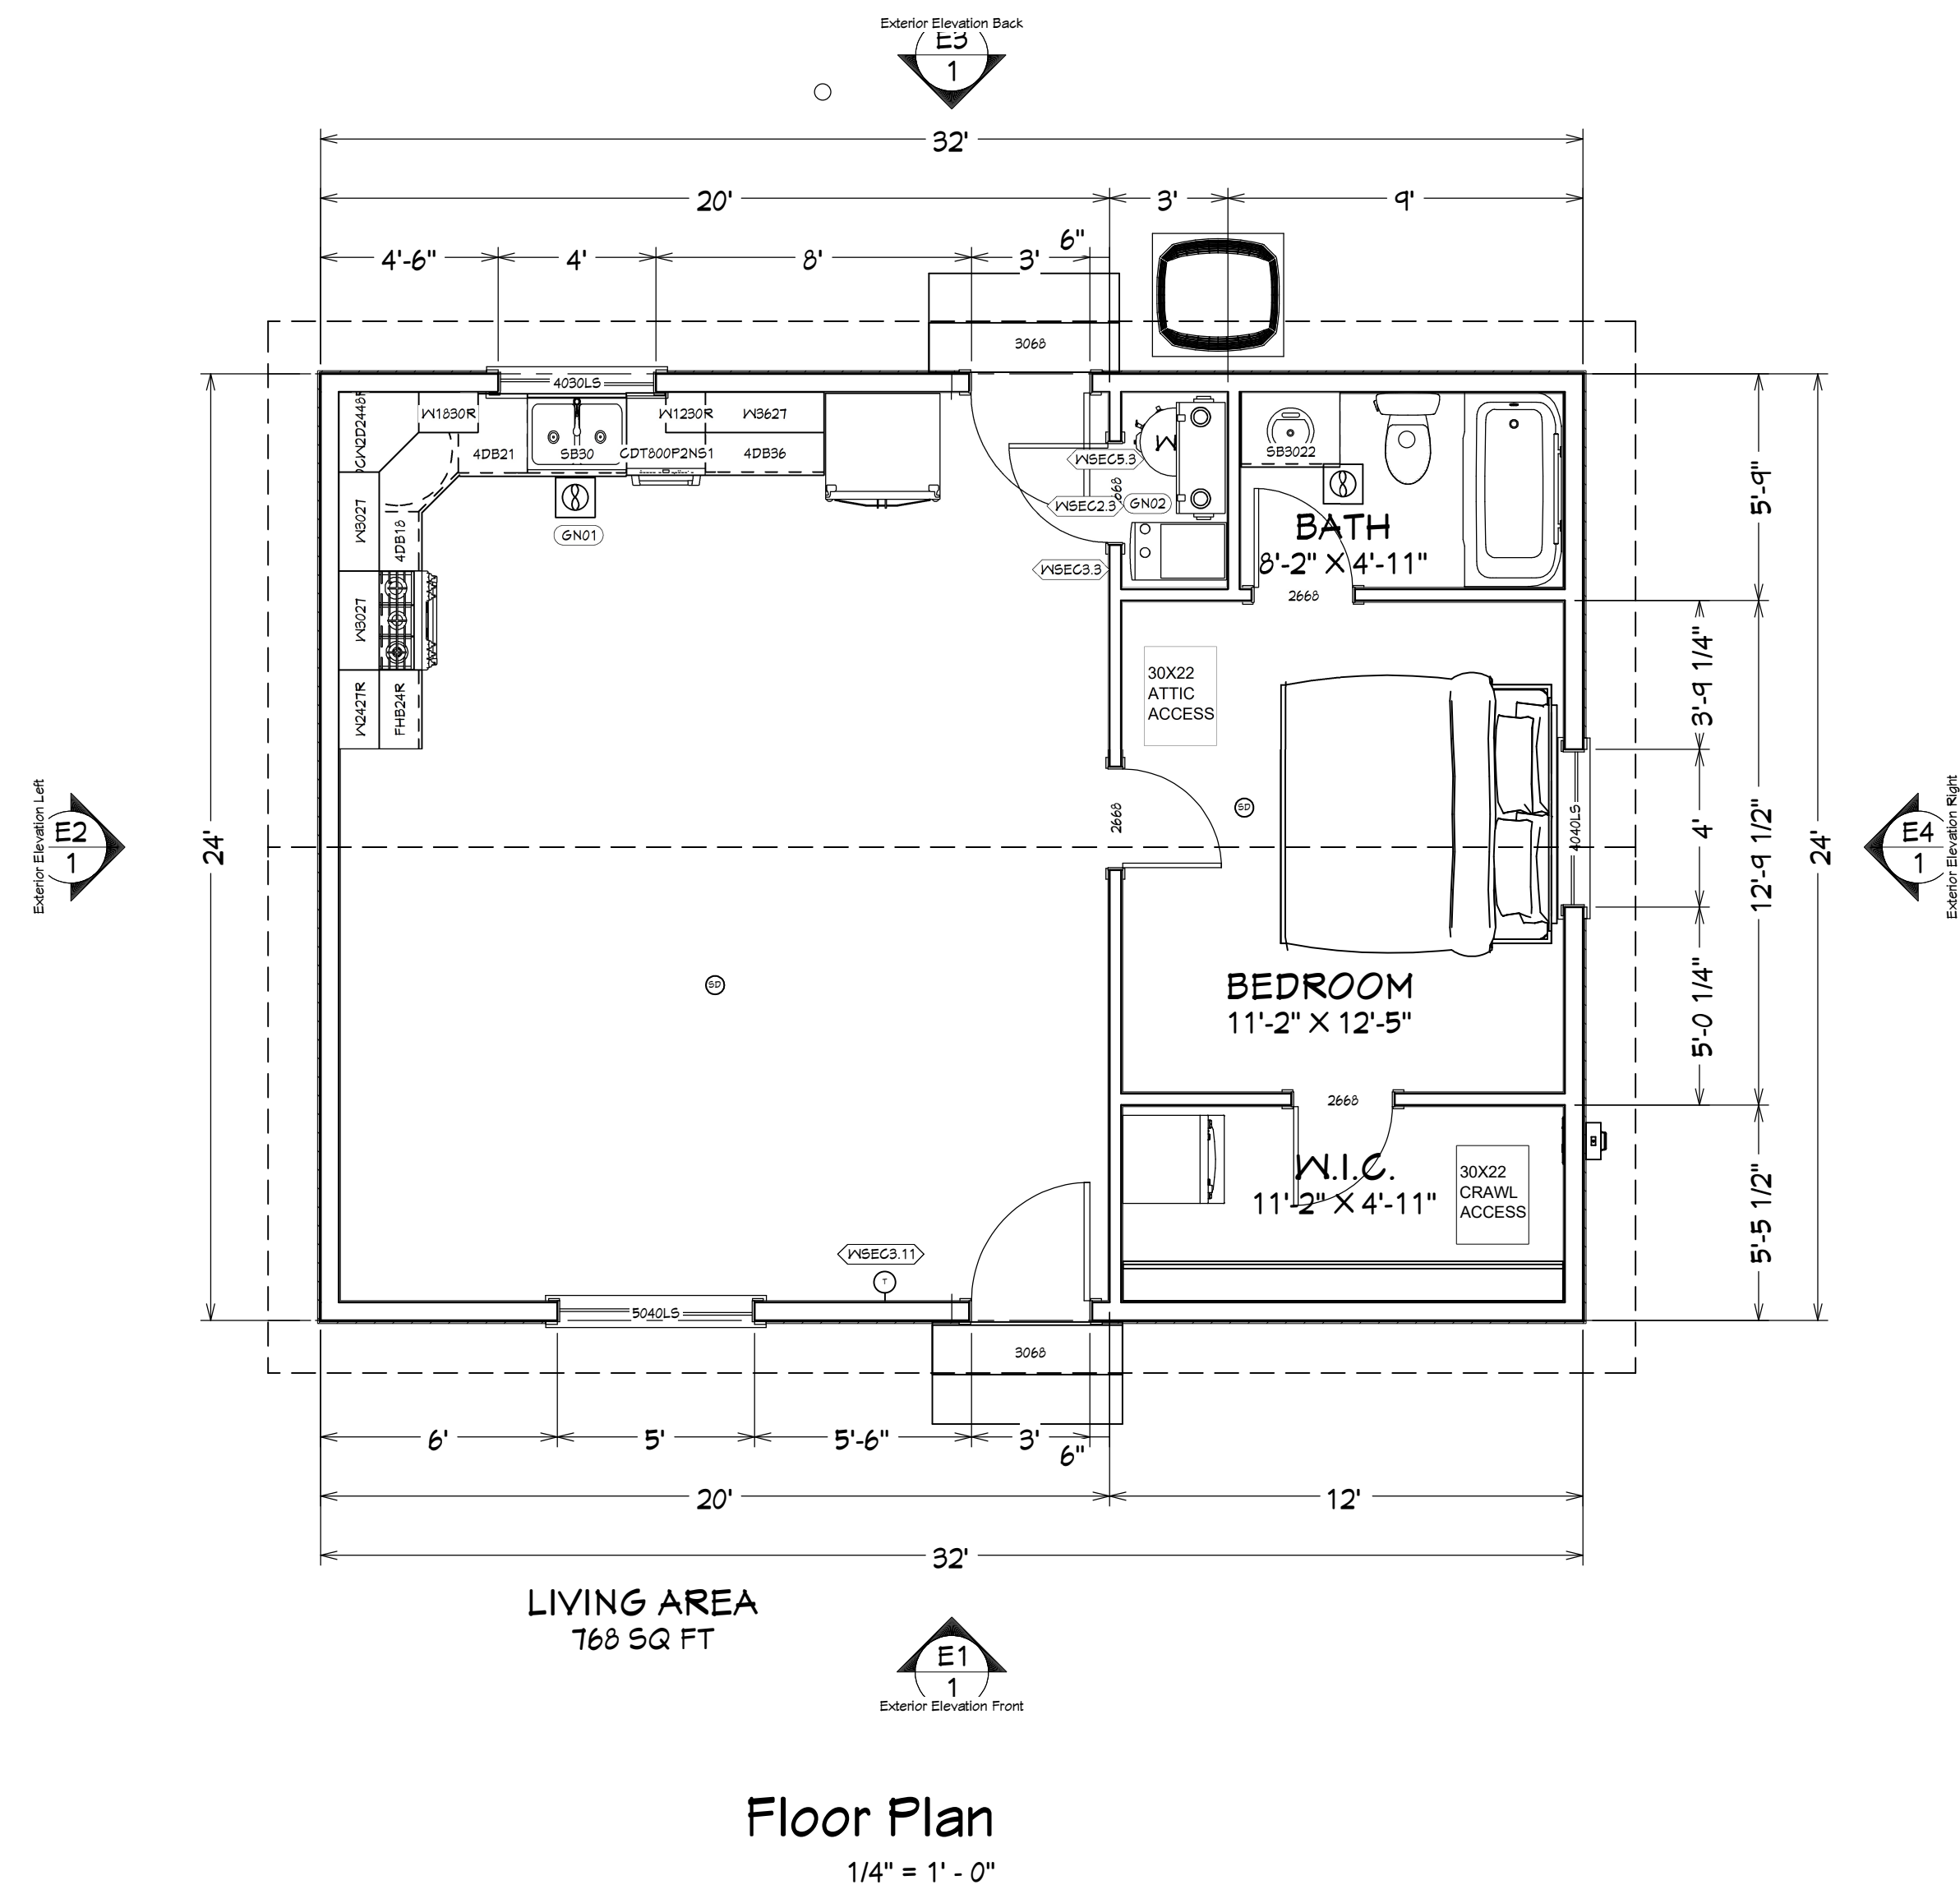 Exterior Elevation Back
E3
1
32'
20'
3'
9'
4'-6"
4'
8'
3'
6"
3068
4030LS
W1830R
W1230R
W3627
4DB21
SB30
CDT800P2NS1
4DB36
W3027
4DB18
GN01
W3027
W2427R
FHB24R
WSEC5.3
WSEC2.3
GN02
WSEC3.3
W
SB3022
BATH
8'-2" X 4'-11"
2668
5'-9"
30X22
ATTIC
ACCESS
3'-9 1/4"
2668
SD
4040LS
4'
12'-9 1/2"
24'
24'
Exterior Elevation Left
E2
1
Exterior Elevation Right
E4
1
SD
BEDROOM
11'-2" X 12'-5"
5'-0 1/4"
2668
W.I.C.
11'-2" X 4'-11"
30X22
CRAWL
ACCESS
5'-5 1/2"
WSEC3.11
T
5040LS
3068
6'
5'
5'-6"
3'
6"
20'
12'
32'
LIVING AREA
768 SQ FT
E1
1
Exterior Elevation Front
Floor Plan
1/4" = 1' - 0"